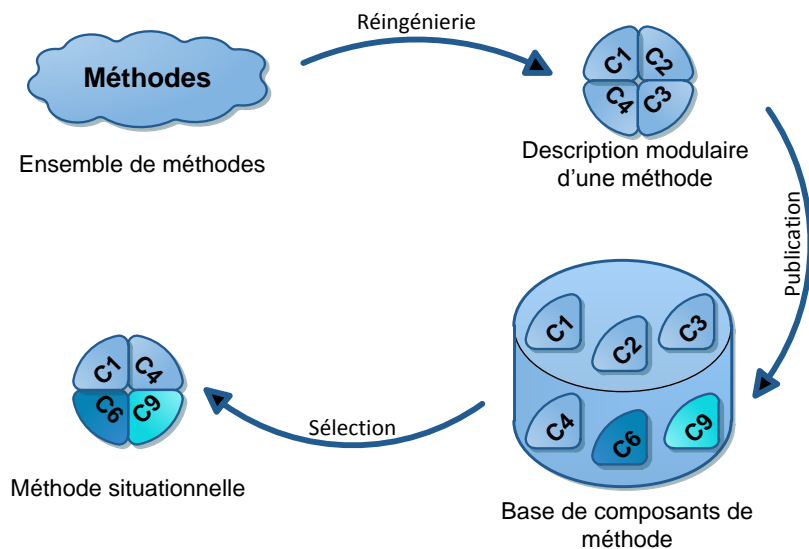 Réingénierie
Méthodes
Ensemble de méthodes
C1
C2
C4
C3
Description modulaire
d'une méthode
Publication
C1
C2
C3
C4
C6
C9
Base de composants de
méthode
Sélection
C1
C4
C6
C9
Méthode situationnelle